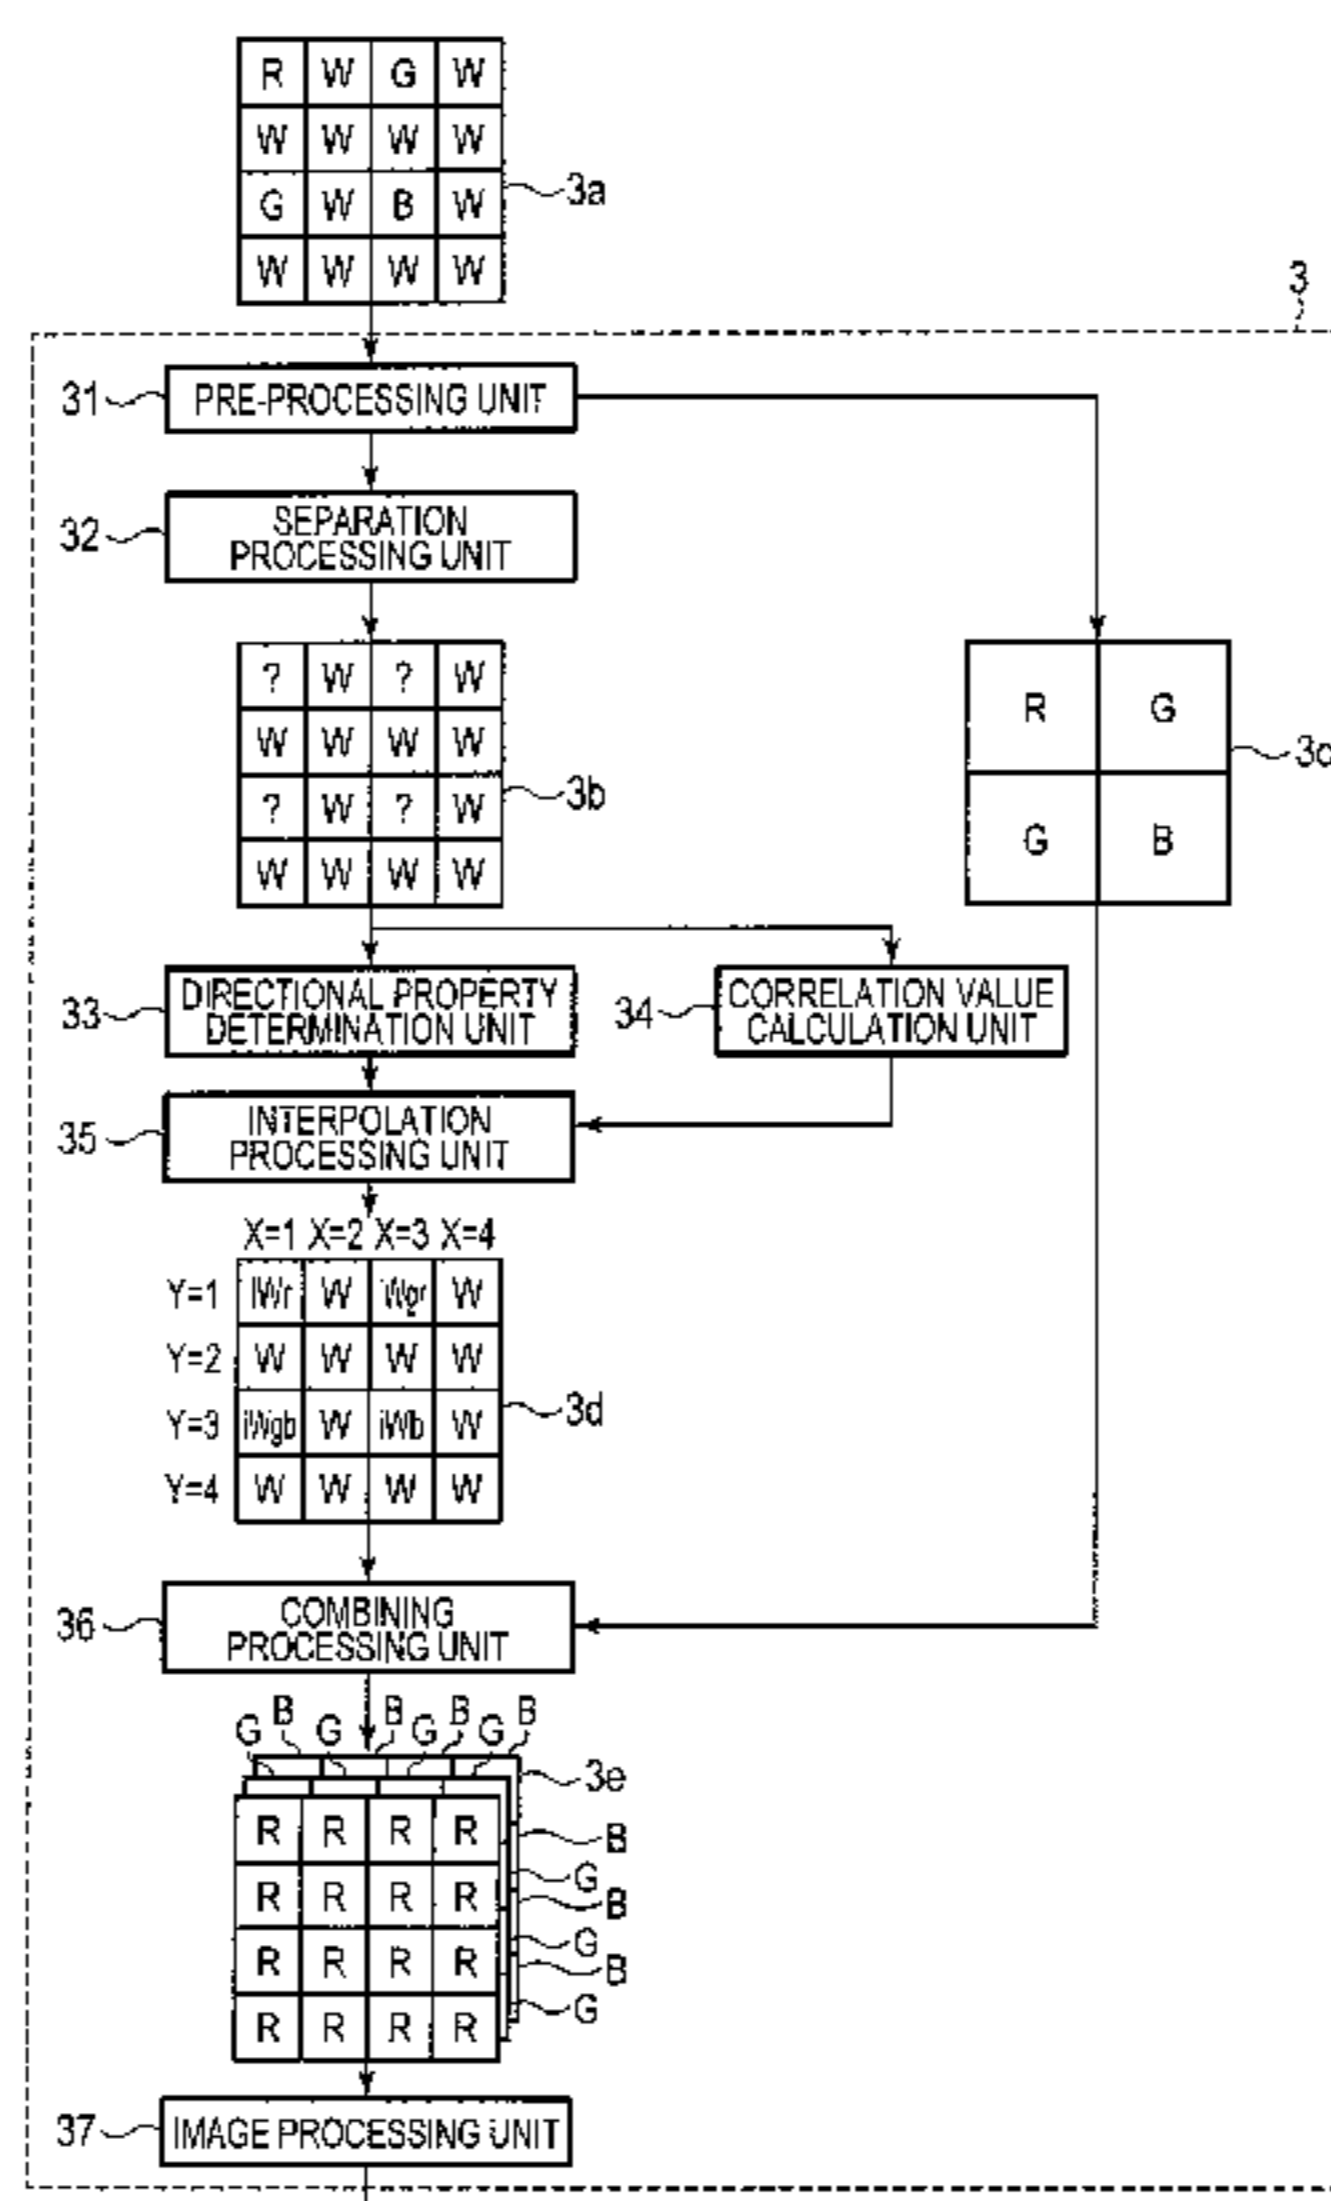 R W G W
W W W W
G W B W
W W W W
3a
3
31
PRE-PROCESSING UNIT
32
SEPARATION
PROCESSING UNIT
? W ? W
W W W W
? W ? W
W W W W
3b
R G
G B
33
DIRECTIONAL PROPERTY
DETERMINATION UNIT
34
CORRELATION VALUE
CALCULATION UNIT
35
INTERPOLATION
PROCESSING UNIT
X=1 X=2 X=3 X=4
Y=1 iWr W W
Y=2 W W W W
Y=3 iWgb W iWb W
Y=4 W W W W
3d
36
COMBINING
PROCESSING UNIT
G B G B G B G B
3e
R R R R
B
G
R R R R
B
G
R R R R
B
G
R R R R
37
IMAGE PROCESSING UNIT